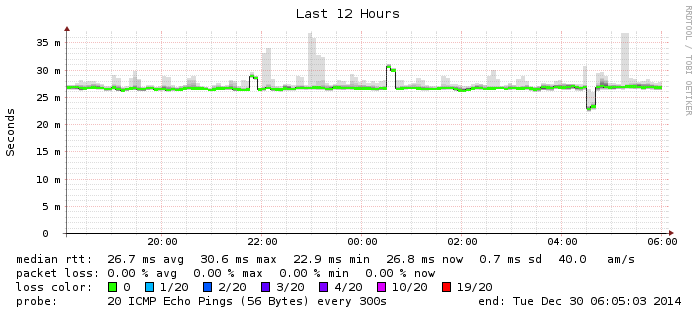 Last 12 Hours
RRDTOOL / TOBI OETIKER
Seconds
35 m
30 m
25 m
20 m
15 m
10 m
5 m
0
20:00 22:00 00:00 02:00 04:00 06:00
median rtt: 26.7 ms avg 30.6 ms max 22.9 ms min 26.8 ms now 0.7 ms sd 40.0 am/s
packet loss: 0.00 % avg 0.00 % max 0.00 % min 0.00 % now
loss color: 0 1/20 2/20 3/20 4/20 10/20 19/20
probe: 20 ICMP Echo Pings (56 Bytes) every 300s end: Tue Dec 30 06:05:03 2014